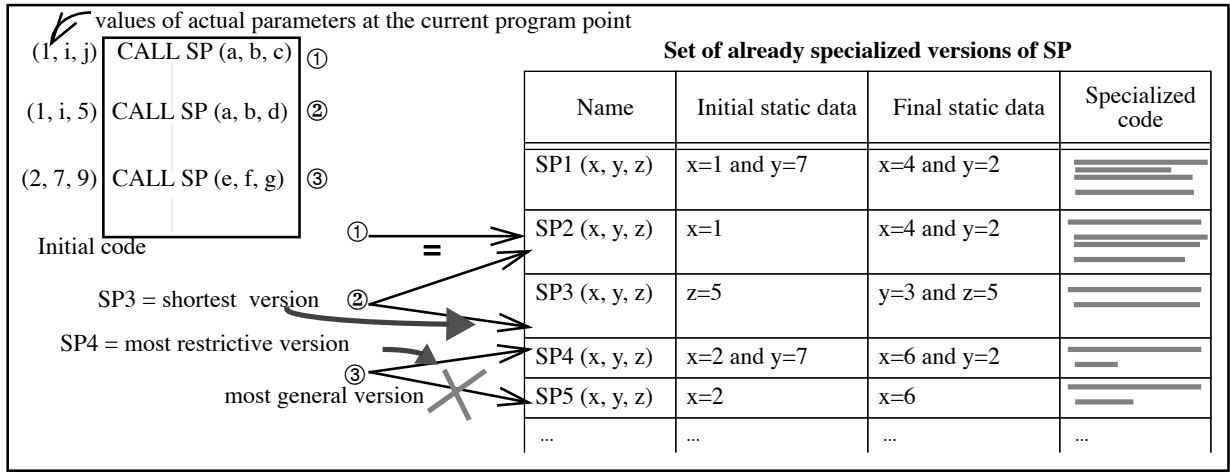 values of actual parameters at the current program point
(1, i, j) CALL SP (a, b, c) ①
(1, i, 5) CALL SP (a, b, d) ②
(2, 7, 9) CALL SP (e, f, g) ③
Initial code
① =
SP3 = shortest version ②
SP4 = most restrictive version
③
most general version
Set of already specialized versions of SP
Name Initial static data Final static data Specialized code
SP1 (x, y, z) x=1 and y=7 x=4 and y=2
SP2 (x, y, z) x=1 x=4 and y=2
SP3 (x, y, z) z=5 y=3 and z=5
SP4 (x, y, z) x=2 and y=7 x=6 and y=2
SP5 (x, y, z) x=2 x=6
... ... ... ...